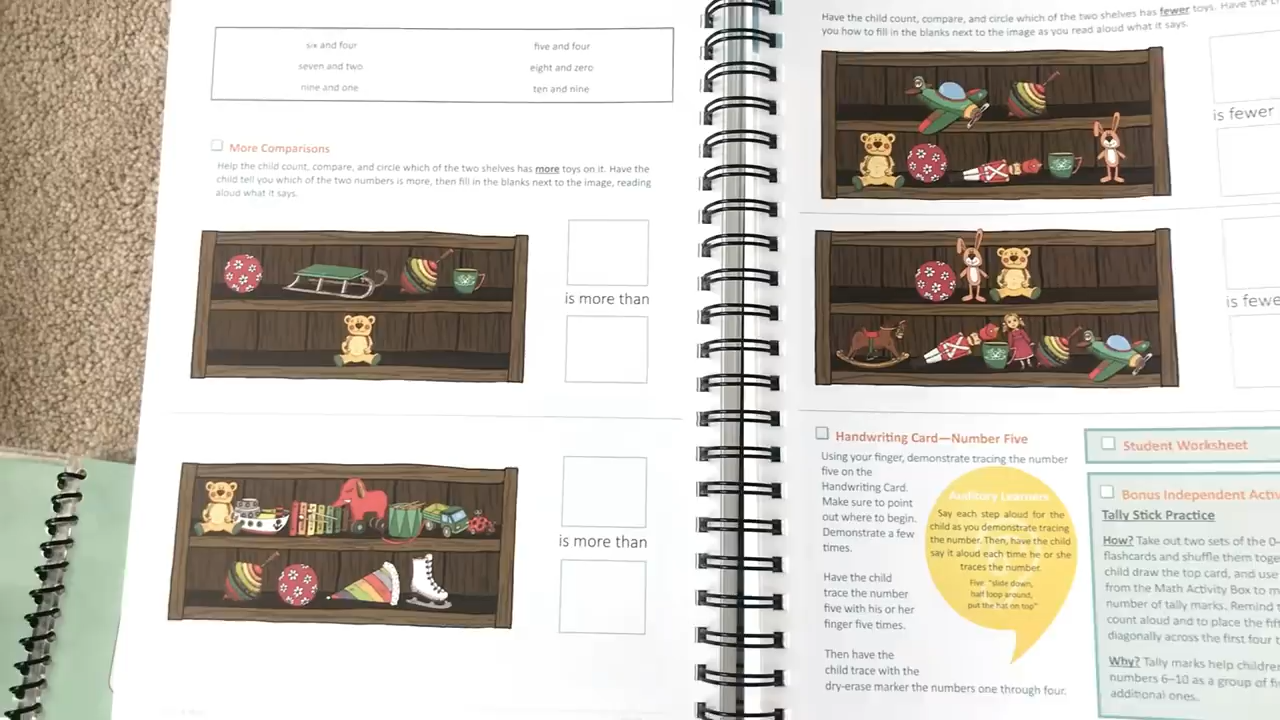 six and four
seven and two
nine and one
five and four
eight and zero
ten and nine
More Comparisons
Help the child count, compare, and circle which of the two shelves has more toys on it. Have the
child tell you which of the two numbers is more, then fill in the blanks next to the image, reading
aloud what it says.
is more than
is more than
Have the child count, compare, and circle which of the two shelves has fewer toys. Have the
you how to fill in the blanks next to the image as you read aloud what it says.
is fewer
is fewe
Handwriting Card—Number Five
Using your finger, demonstrate tracing the number
five on the
Handwriting Card.
Make sure to point
out where to begin.
Demonstrate a few
times.
Have the child
trace the number
five with his or her
finger five times.
Then have the
child trace with the
dry-erase marker the numbers one through four.
Auditory Learners
Say each step aloud for the
child as you demonstrate tracing
the number. Then, have the child
say it aloud each time he or she
traces the number.
Five: "slide down,
half loop around,
put the hat on top"
Student Worksheet
Bonus Independent Activ
Tally Stick Practice
How? Take out two sets of the 0–
flashcards and shuffle them toge
child draw the top card, and use
from the Math Activity Box to m
number of tally marks. Remind
count aloud and to place the fift
diagonally across the first four t
Why? Tally marks help childre
numbers 6–10 as a group of fi
additional ones.